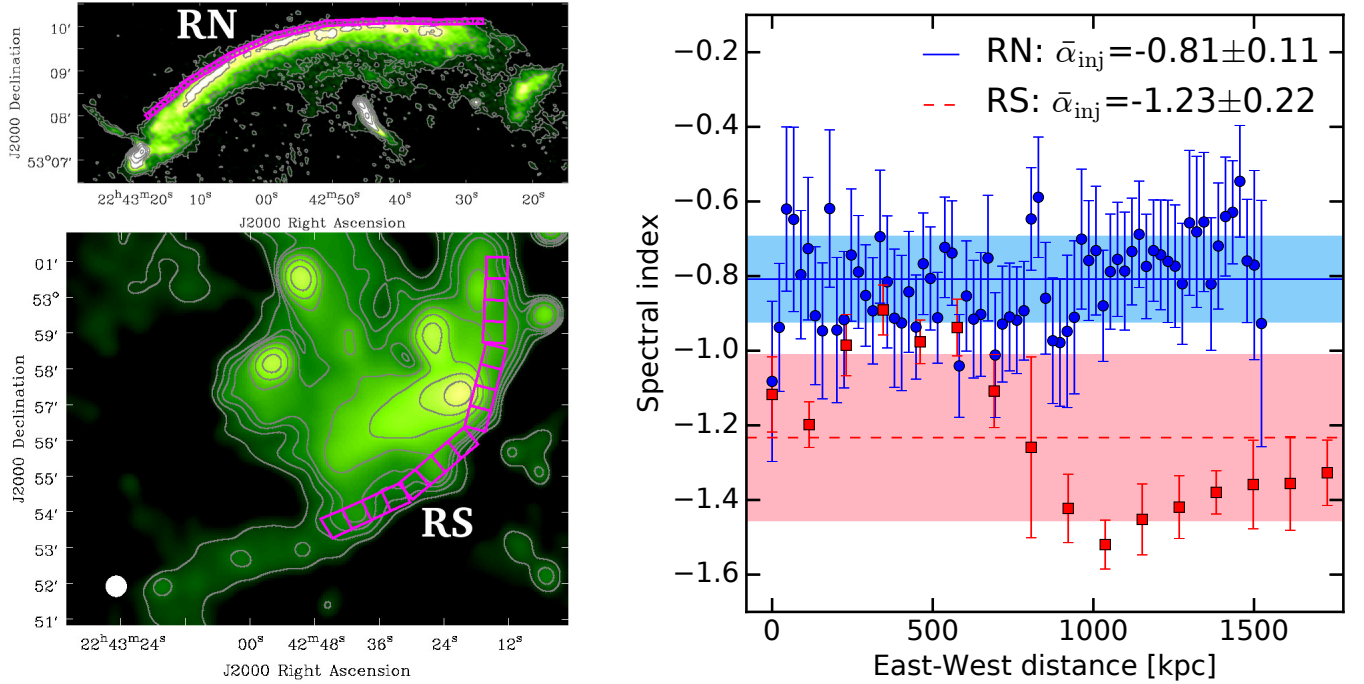 RN
10′
09′
08′
53°07′
J2000 Declination
22ʰ43ᵐ20ˢ
10ˢ
00ˢ
42ᵐ50ˢ
40ˢ
30ˢ
20ˢ
J2000 Right Ascension
01′
53°
59′
58′
57′
56′
55′
54′
53′
52′
51′
J2000 Declination
RS
22ʰ43ᵐ24ˢ
00ˢ
42ᵐ48ˢ
36ˢ
24ˢ
12ˢ
J2000 Right Ascension
RN: ᾱinj=-0.81±0.11
RS: ᾱinj=-1.23±0.22
−0.2
−0.4
−0.6
−0.8
−1.0
−1.2
−1.4
−1.6
Spectral index
0
500
1000
1500
East-West distance [kpc]